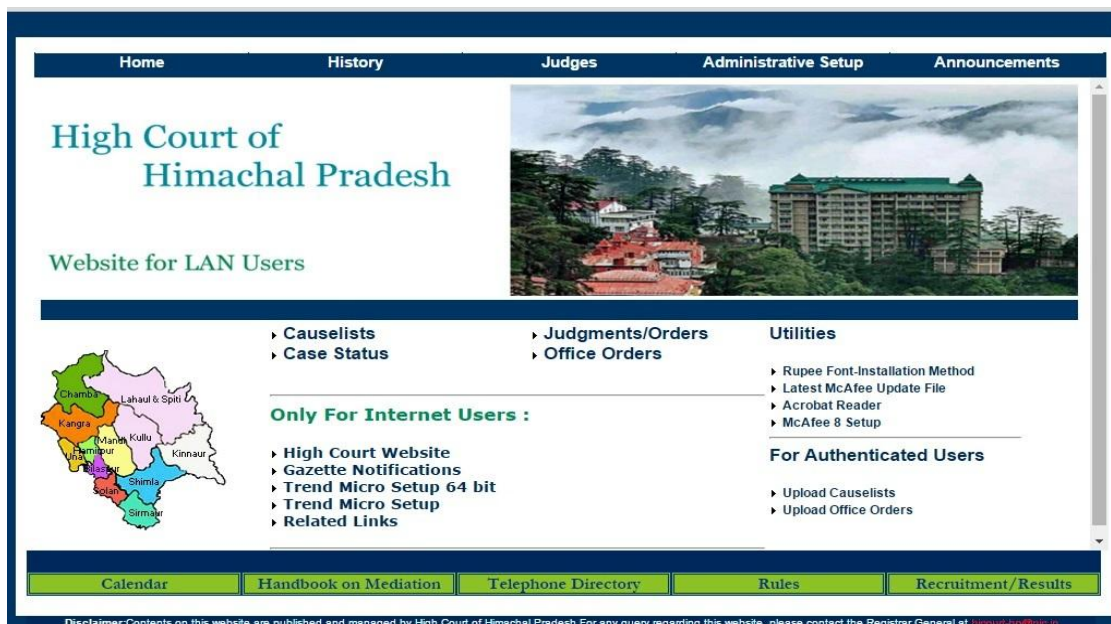 Home History Judges Administrative Setup Announcements
High Court of
Himachal Pradesh
Website for LAN Users
Causelists
Case Status
Judgments/Orders
Office Orders
Utilities
Rupee Font-Installation Method
Latest McAfee Update File
Acrobat Reader
McAfee 8 Setup
Only For Internet Users :
High Court Website
Gazette Notifications
Trend Micro Setup 64 bit
Trend Micro Setup
Related Links
For Authenticated Users
Upload Causelists
Upload Office Orders
Chamba
Lahaul & Spiti
Kangra
Mandi
Kullu
Kinnaur
Una
Hamirpur
Bilaspur
Shimla
Solan
Sirmaur
Calendar Handbook on Mediation Telephone Directory Rules Recruitment/Results
Disclaimer:Contents on this website are published and managed by High Court of Himachal Pradesh For any query regarding this website, please contact the Registrar General at